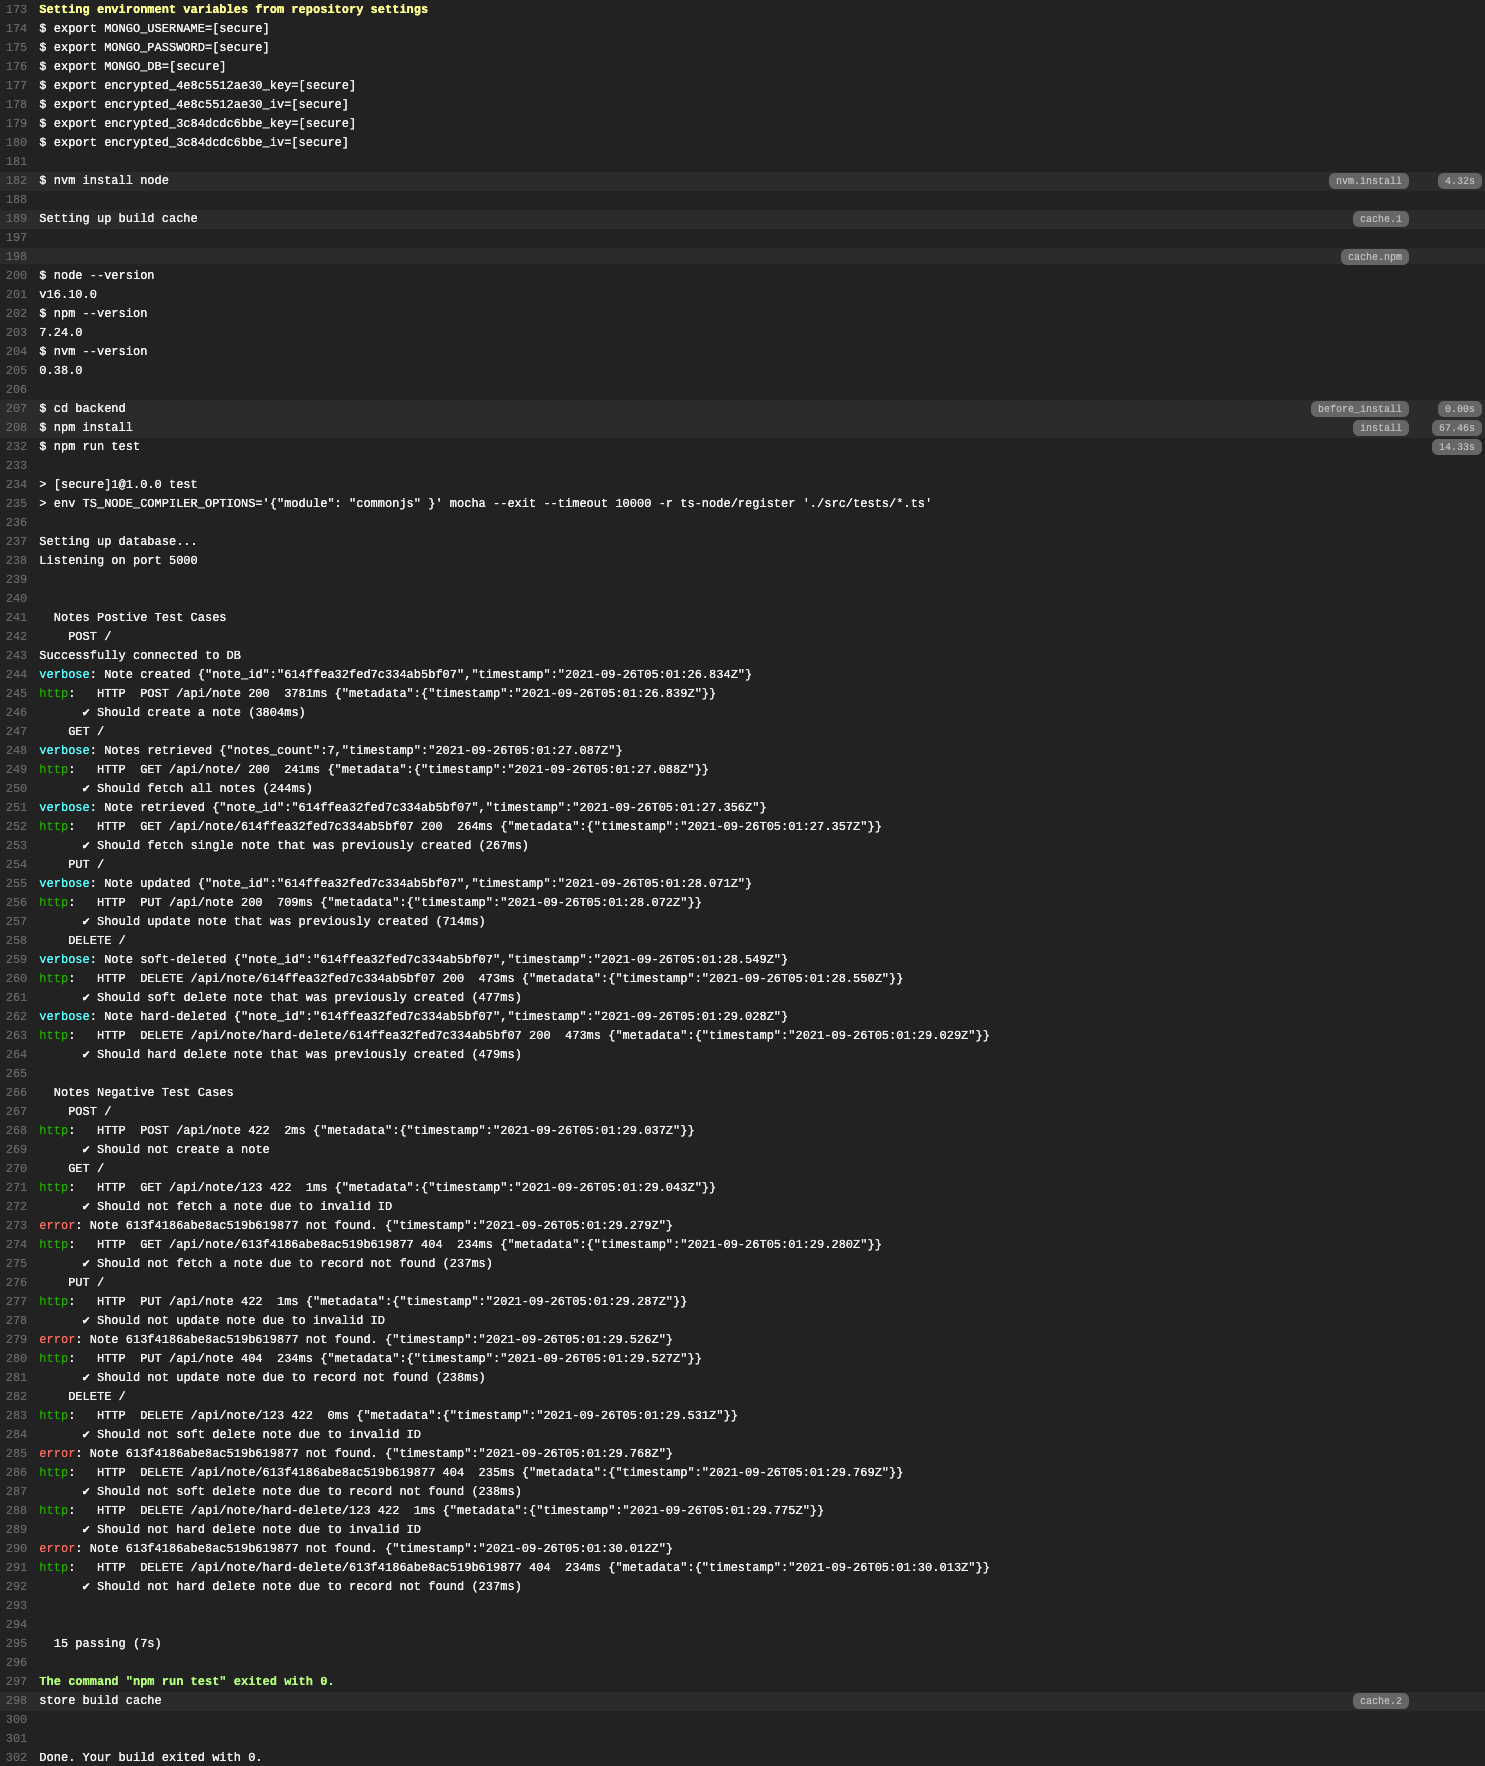 173 Setting environment variables from repository settings
174 $ export MONGO_USERNAME=[secure]
175 $ export MONGO_PASSWORD=[secure]
176 $ export MONGO_DB=[secure]
177 $ export encrypted_4e8c5512ae30_key=[secure]
178 $ export encrypted_4e8c5512ae30_iv=[secure]
179 $ export encrypted_3c84dcdc6bbe_key=[secure]
180 $ export encrypted_3c84dcdc6bbe_iv=[secure]
181
182 $ nvm install node nvm.install 4.32s
188
189 Setting up build cache cache.1
197
198 cache.npm
200 $ node --version
201 v16.10.0
202 $ npm --version
203 7.24.0
204 $ nvm --version
205 0.38.0
206
207 $ cd backend before_install 0.00s
208 $ npm install install 67.46s
232 $ npm run test 14.33s
233
234 > [secure]1@1.0.0 test
235 > env TS_NODE_COMPILER_OPTIONS='{"module": "commonjs" }' mocha --exit --timeout 10000 -r ts-node/register './src/tests/*.ts'
236
237 Setting up database...
238 Listening on port 5000
239
240
241 Notes Postive Test Cases
242 POST /
243 Successfully connected to DB
244 verbose: Note created {"note_id":"614ffea32fed7c334ab5bf07","timestamp":"2021-09-26T05:01:26.834Z"}
245 http: HTTP POST /api/note 200 3781ms {"metadata":{"timestamp":"2021-09-26T05:01:26.839Z"}}
246 ✔ Should create a note (3804ms)
247 GET /
248 verbose: Notes retrieved {"notes_count":7,"timestamp":"2021-09-26T05:01:27.087Z"}
249 http: HTTP GET /api/note/ 200 241ms {"metadata":{"timestamp":"2021-09-26T05:01:27.088Z"}}
250 ✔ Should fetch all notes (244ms)
251 verbose: Note retrieved {"note_id":"614ffea32fed7c334ab5bf07","timestamp":"2021-09-26T05:01:27.356Z"}
252 http: HTTP GET /api/note/614ffea32fed7c334ab5bf07 200 264ms {"metadata":{"timestamp":"2021-09-26T05:01:27.357Z"}}
253 ✔ Should fetch single note that was previously created (267ms)
254 PUT /
255 verbose: Note updated {"note_id":"614ffea32fed7c334ab5bf07","timestamp":"2021-09-26T05:01:28.071Z"}
256 http: HTTP PUT /api/note 200 709ms {"metadata":{"timestamp":"2021-09-26T05:01:28.072Z"}}
257 ✔ Should update note that was previously created (714ms)
258 DELETE /
259 verbose: Note soft-deleted {"note_id":"614ffea32fed7c334ab5bf07","timestamp":"2021-09-26T05:01:28.549Z"}
260 http: HTTP DELETE /api/note/614ffea32fed7c334ab5bf07 200 473ms {"metadata":{"timestamp":"2021-09-26T05:01:28.550Z"}}
261 ✔ Should soft delete note that was previously created (477ms)
262 verbose: Note hard-deleted {"note_id":"614ffea32fed7c334ab5bf07","timestamp":"2021-09-26T05:01:29.028Z"}
263 http: HTTP DELETE /api/note/hard-delete/614ffea32fed7c334ab5bf07 200 473ms {"metadata":{"timestamp":"2021-09-26T05:01:29.029Z"}}
264 ✔ Should hard delete note that was previously created (479ms)
265
266 Notes Negative Test Cases
267 POST /
268 http: HTTP POST /api/note 422 2ms {"metadata":{"timestamp":"2021-09-26T05:01:29.037Z"}}
269 ✔ Should not create a note
270 GET /
271 http: HTTP GET /api/note/123 422 1ms {"metadata":{"timestamp":"2021-09-26T05:01:29.043Z"}}
272 ✔ Should not fetch a note due to invalid ID
273 error: Note 613f4186abe8ac519b619877 not found. {"timestamp":"2021-09-26T05:01:29.279Z"}
274 http: HTTP GET /api/note/613f4186abe8ac519b619877 404 234ms {"metadata":{"timestamp":"2021-09-26T05:01:29.280Z"}}
275 ✔ Should not fetch a note due to record not found (237ms)
276 PUT /
277 http: HTTP PUT /api/note 422 1ms {"metadata":{"timestamp":"2021-09-26T05:01:29.287Z"}}
278 ✔ Should not update note due to invalid ID
279 error: Note 613f4186abe8ac519b619877 not found. {"timestamp":"2021-09-26T05:01:29.526Z"}
280 http: HTTP PUT /api/note 404 234ms {"metadata":{"timestamp":"2021-09-26T05:01:29.527Z"}}
281 ✔ Should not update note due to record not found (238ms)
282 DELETE /
283 http: HTTP DELETE /api/note/123 422 0ms {"metadata":{"timestamp":"2021-09-26T05:01:29.531Z"}}
284 ✔ Should not soft delete note due to invalid ID
285 error: Note 613f4186abe8ac519b619877 not found. {"timestamp":"2021-09-26T05:01:29.768Z"}
286 http: HTTP DELETE /api/note/613f4186abe8ac519b619877 404 235ms {"metadata":{"timestamp":"2021-09-26T05:01:29.769Z"}}
287 ✔ Should not soft delete note due to record not found (238ms)
288 http: HTTP DELETE /api/note/hard-delete/123 422 1ms {"metadata":{"timestamp":"2021-09-26T05:01:29.775Z"}}
289 ✔ Should not hard delete note due to invalid ID
290 error: Note 613f4186abe8ac519b619877 not found. {"timestamp":"2021-09-26T05:01:30.012Z"}
291 http: HTTP DELETE /api/note/hard-delete/613f4186abe8ac519b619877 404 234ms {"metadata":{"timestamp":"2021-09-26T05:01:30.013Z"}}
292 ✔ Should not hard delete note due to record not found (237ms)
293
294
295 15 passing (7s)
296
297 The command "npm run test" exited with 0.
298 store build cache cache.2
300
301
302 Done. Your build exited with 0.